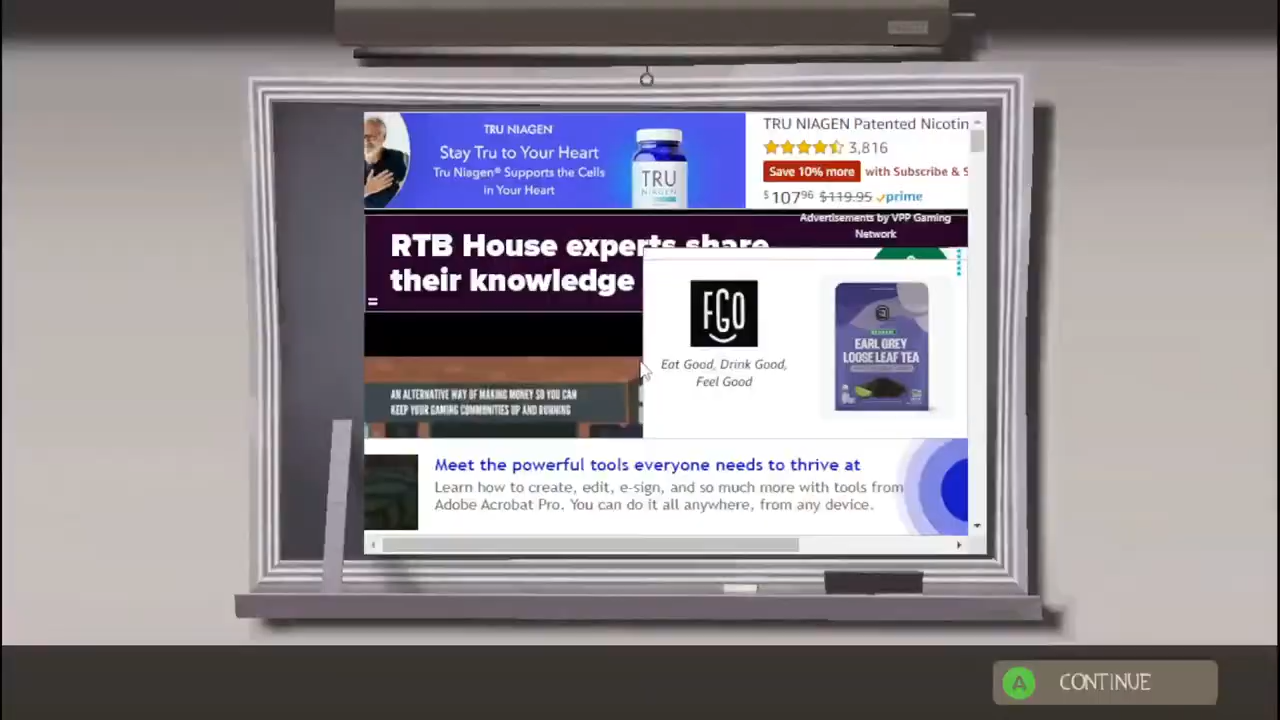 TRU NIAGEN
Stay Tru to Your Heart
Tru Niagen® Supports the Cells
in Your Heart
TRU
NIAGEN
TRU NIAGEN Patented Nicotin
3,816
Save 10% more with Subscribe & S
$10796 $119.95 prime
Advertisements by VPP Gaming
Network
RTB House experts share
their knowledge
=
FGO
Eat Good, Drink Good,
Feel Good
EARL GREY
LOOSE LEAF TEA
AN ALTERNATIVE WAY OF MAKING MONEY SO YOU CAN
KEEP YOUR GAMING COMMUNITIES UP AND RUNNING
Meet the powerful tools everyone needs to thrive at
Learn how to create, edit, e-sign, and so much more with tools from
Adobe Acrobat Pro. You can do it all anywhere, from any device.
A CONTINUE